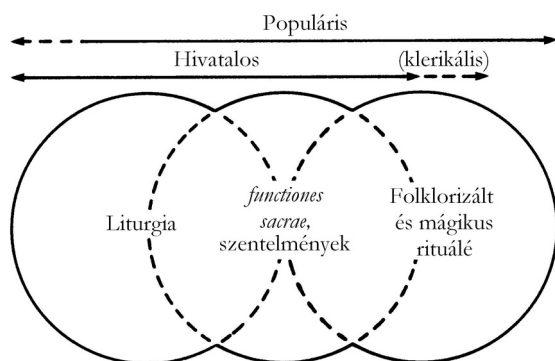 Populáris
Hivatalos (klerikális)
Liturgia
functiones
sacrae,
szentelmények
Folklorizált
és mágikus
rituálé